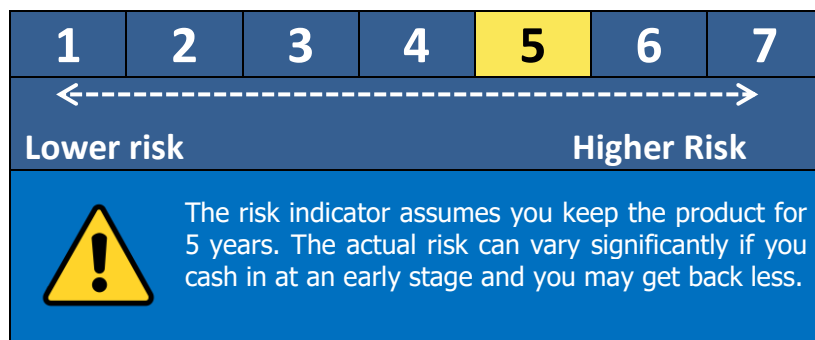 1 2 3 4 5 6 7
Lower risk Higher Risk
The risk indicator assumes you keep the product for
5 years. The actual risk can vary significantly if you
cash in at an early stage and you may get back less.